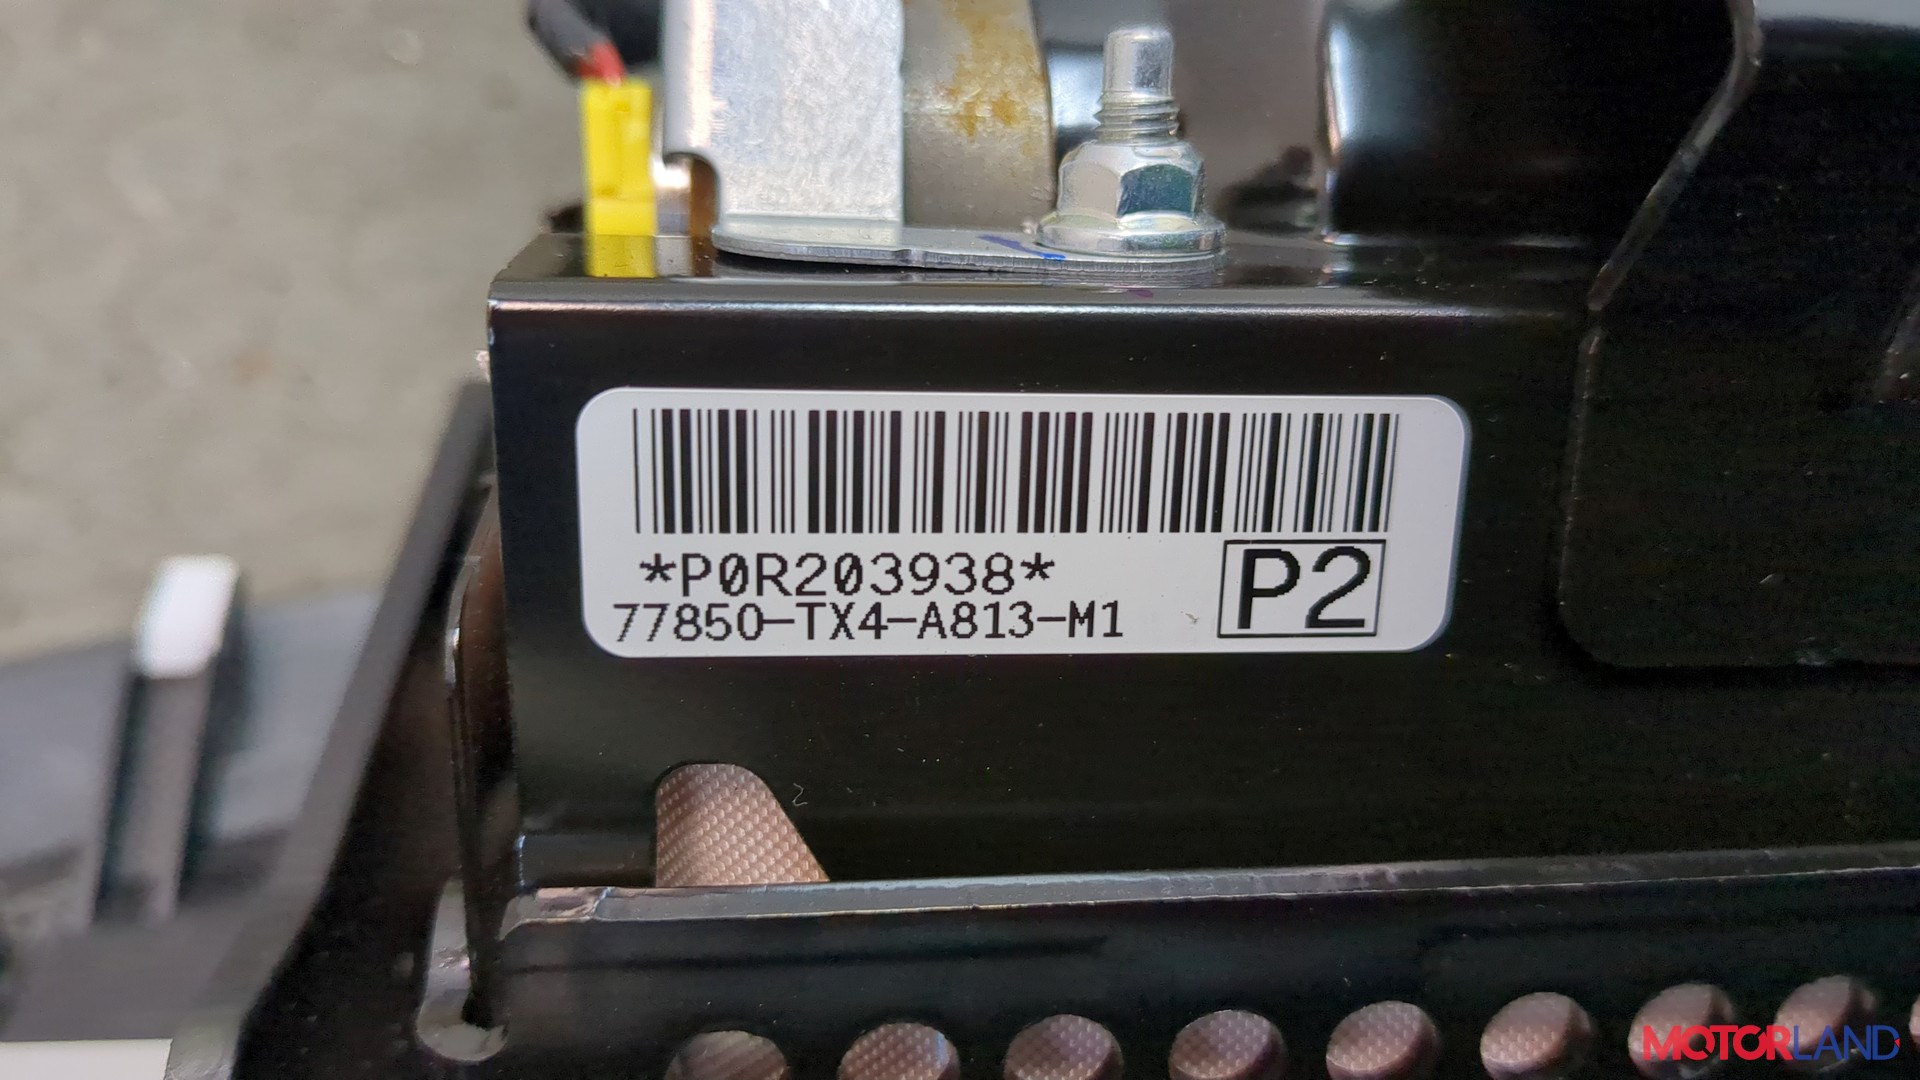 *P0R203938*
77850-TX4-A813-M1
P2
MOTORLAND